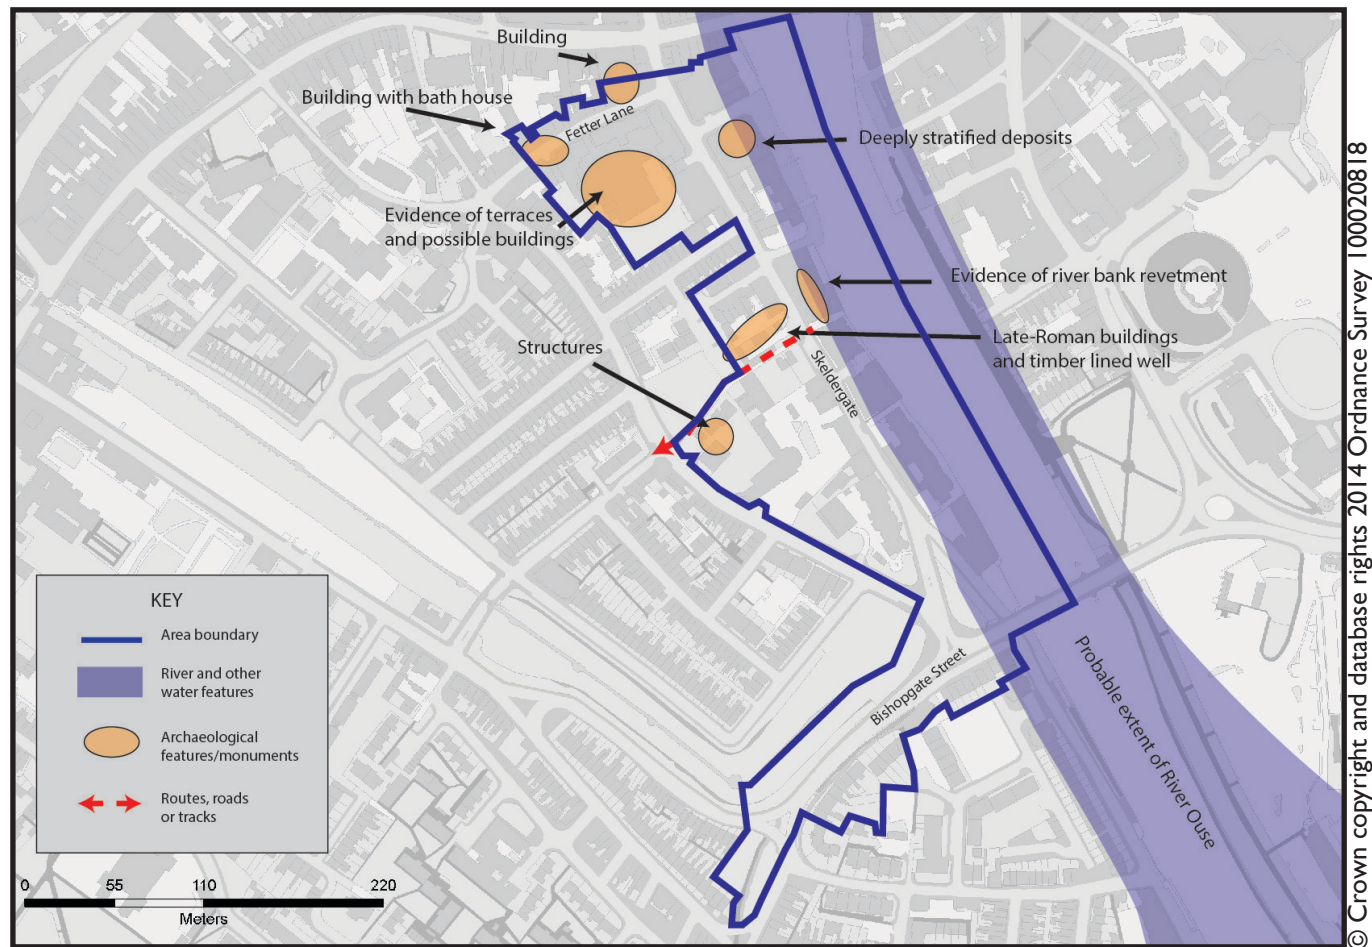 Building
Building with bath house
Fetter Lane
Deeply stratified deposits
Evidence of terraces
and possible buildings
Evidence of river bank revetment
Late-Roman buildings
and timber lined well
Structures
Skeldergate
Bishopgate Street
Probable extent of River Ouse
KEY
Area boundary
River and other
water features
Archaeological
features/monuments
Routes, roads
or tracks
0 55 110 220
Meters
© Crown copyright and database rights 2014 Ordnance Survey 100020818